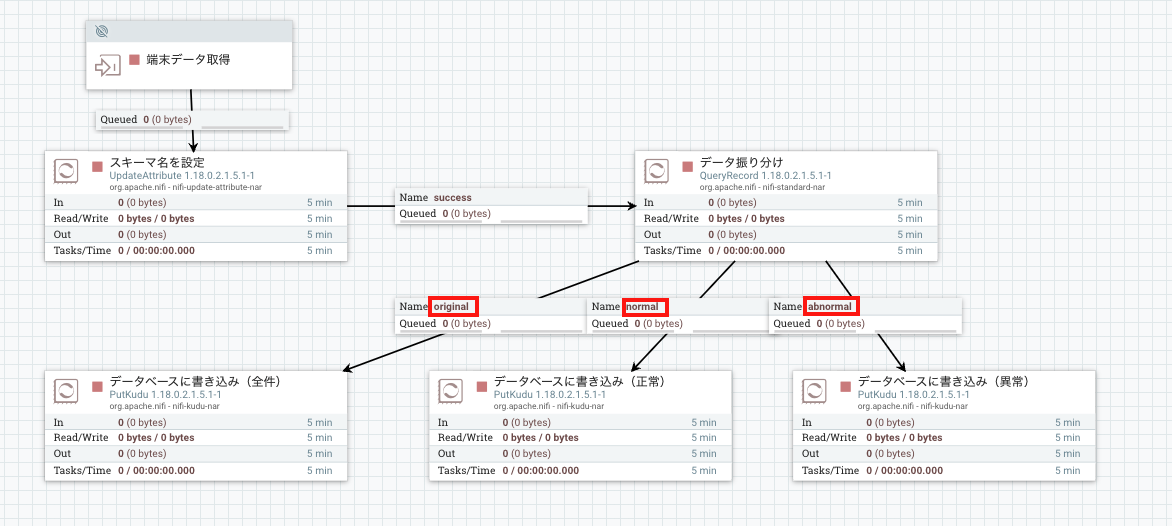 端末データ取得
Queued 0 (0 bytes)
スキーマ名を設定
UpdateAttribute 1.18.0.2.1.5.1-1
org.apache.nifi - nifi-update-attribute-nar
In 0 (0 bytes) 5 min
Read/Write 0 bytes / 0 bytes 5 min
Out 0 (0 bytes) 5 min
Tasks/Time 0 / 00:00:00.000 5 min
Name success
Queued 0 (0 bytes)
データ振り分け
QueryRecord 1.18.0.2.1.5.1-1
org.apache.nifi - nifi-standard-nar
In 0 (0 bytes) 5 min
Read/Write 0 bytes / 0 bytes 5 min
Out 0 (0 bytes) 5 min
Tasks/Time 0 / 00:00:00.000 5 min
Name original
Queued 0 (0 bytes)
Name normal
Queued 0 (0 bytes)
Name abnormal
Queued 0 (0 bytes)
データベースに書き込み（全件）
PutKudu 1.18.0.2.1.5.1-1
org.apache.nifi - nifi-kudu-nar
In 0 (0 bytes) 5 min
Read/Write 0 bytes / 0 bytes 5 min
Out 0 (0 bytes) 5 min
Tasks/Time 0 / 00:00:00.000 5 min
データベースに書き込み（正常）
PutKudu 1.18.0.2.1.5.1-1
org.apache.nifi - nifi-kudu-nar
In 0 (0 bytes) 5 min
Read/Write 0 bytes / 0 bytes 5 min
Out 0 (0 bytes) 5 min
Tasks/Time 0 / 00:00:00.000 5 min
データベースに書き込み（異常）
PutKudu 1.18.0.2.1.5.1-1
org.apache.nifi - nifi-kudu-nar
In 0 (0 bytes) 5 min
Read/Write 0 bytes / 0 bytes 5 min
Out 0 (0 bytes) 5 min
Tasks/Time 0 / 00:00:00.000 5 min